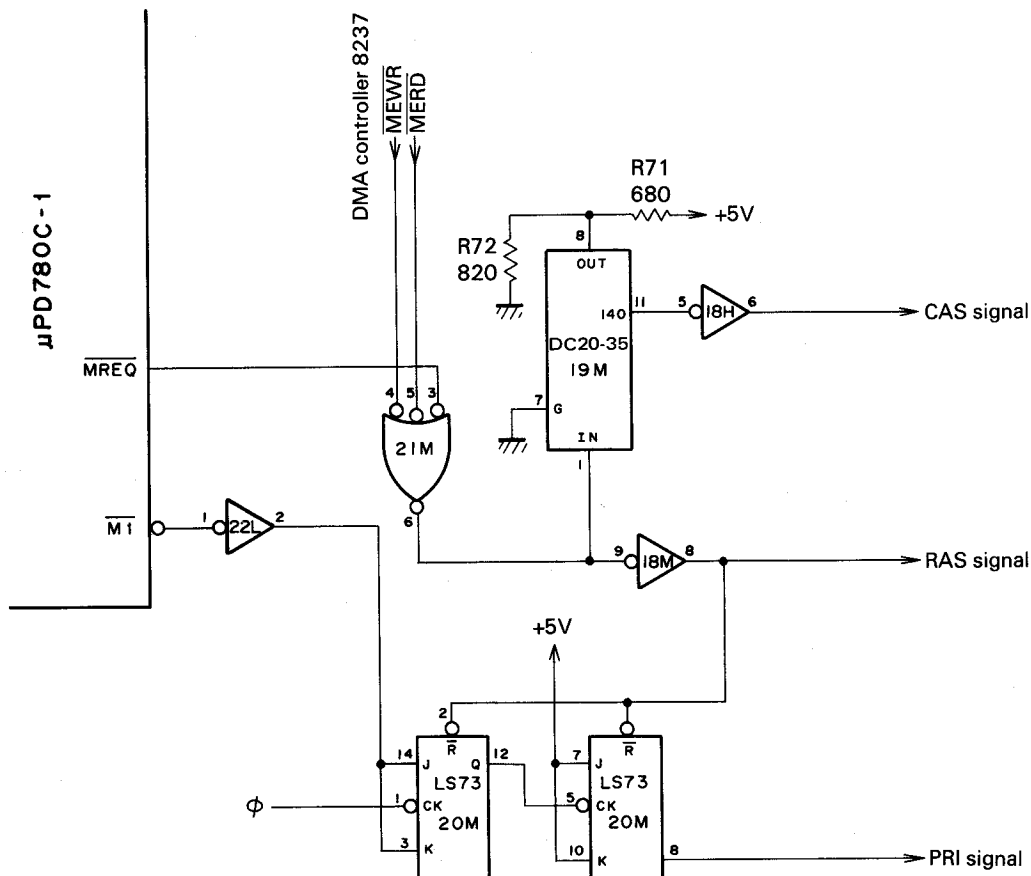 DMA controller 8237
MEWR
MERD
μPD780C-1
MREQ
M1
4
5
3
21M
6
1
22L
2
R71
680
+5V
R72
820
8
OUT
140
11
DC20-35
19M
7
G
IN
1
5
18H
6
CAS signal
9
18M
8
RAS signal
+5V
2
R
14
J
Q
12
LS73
φ
1
CK
20M
3
K
R
7
J
LS73
5
CK
20M
10
K
8
PRI signal